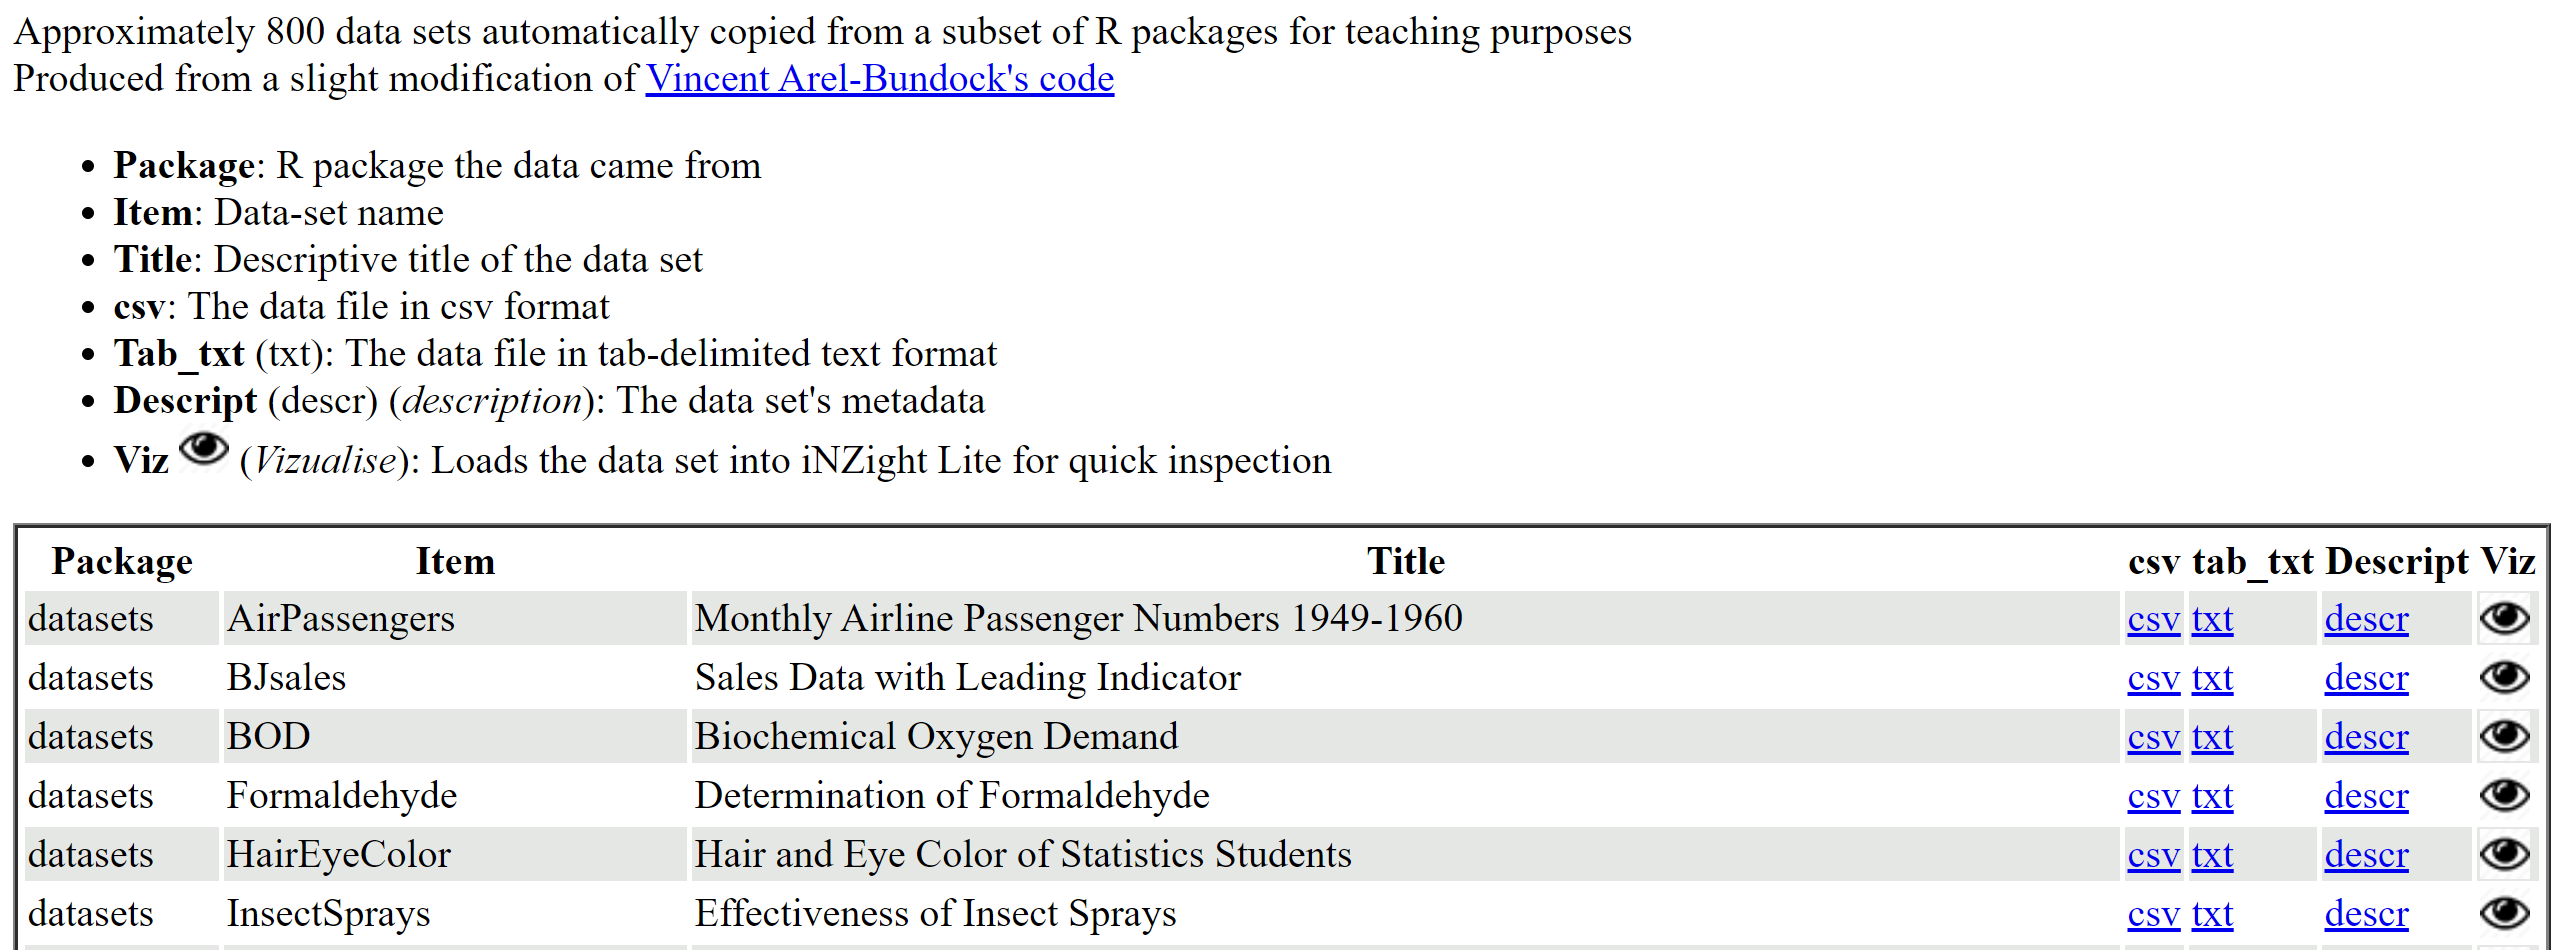 Approximately 800 data sets automatically copied from a subset of R packages for teaching purposes
Produced from a slight modification of Vincent Arel-Bundock's code
• Package: R package the data came from
• Item: Data-set name
• Title: Descriptive title of the data set
• csv: The data file in csv format
• Tab_txt (txt): The data file in tab-delimited text format
• Descript (descr) (description): The data set's metadata
• Viz (Vizualise): Loads the data set into iNZight Lite for quick inspection
Package Item Title csv tab_txt Descript Viz
datasets AirPassengers Monthly Airline Passenger Numbers 1949-1960 csv txt descr
datasets BJsales Sales Data with Leading Indicator csv txt descr
datasets BOD Biochemical Oxygen Demand csv txt descr
datasets Formaldehyde Determination of Formaldehyde csv txt descr
datasets HairEyeColor Hair and Eye Color of Statistics Students csv txt descr
datasets InsectSprays Effectiveness of Insect Sprays csv txt descr